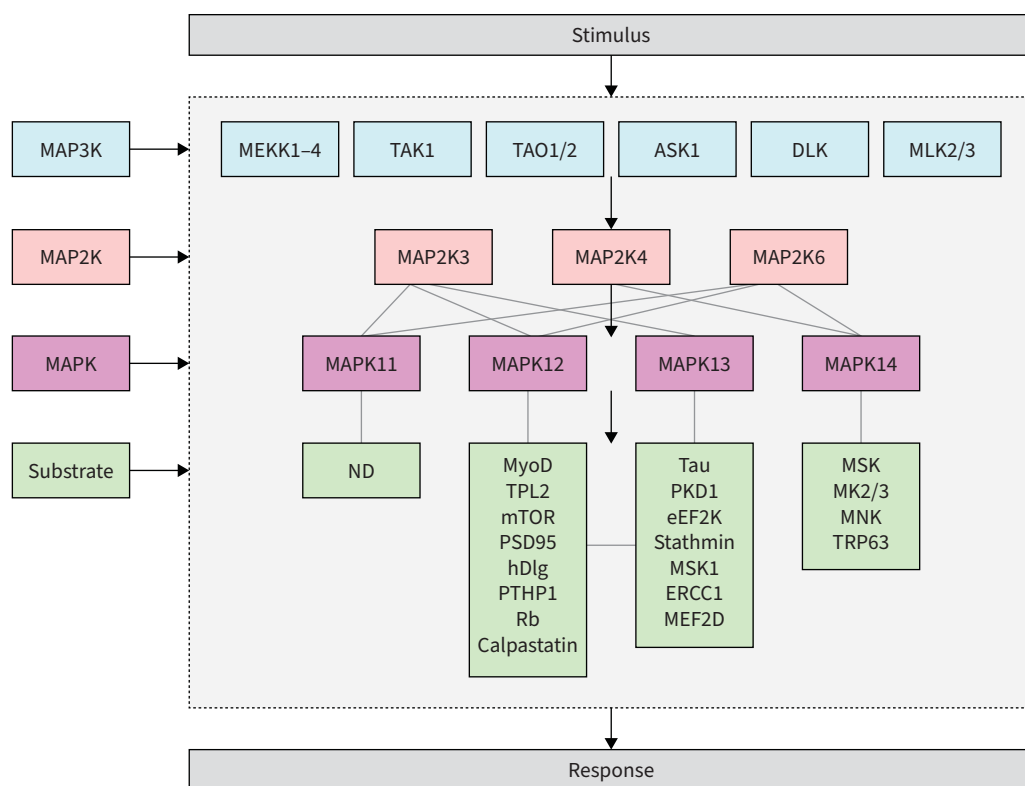 Stimulus
MAP3K
MEKK1–4
TAK1
TAO1/2
ASK1
DLK
MLK2/3
MAP2K
MAP2K3
MAP2K4
MAP2K6
MAPK
MAPK11
MAPK12
MAPK13
MAPK14
Substrate
ND
MyoD
TPL2
mTOR
PSD95
hDlg
PTHP1
Rb
Calpastatin
Tau
PKD1
eEF2K
Stathmin
MSK1
ERCC1
MEF2D
MSK
MK2/3
MNK
TRP63
Response